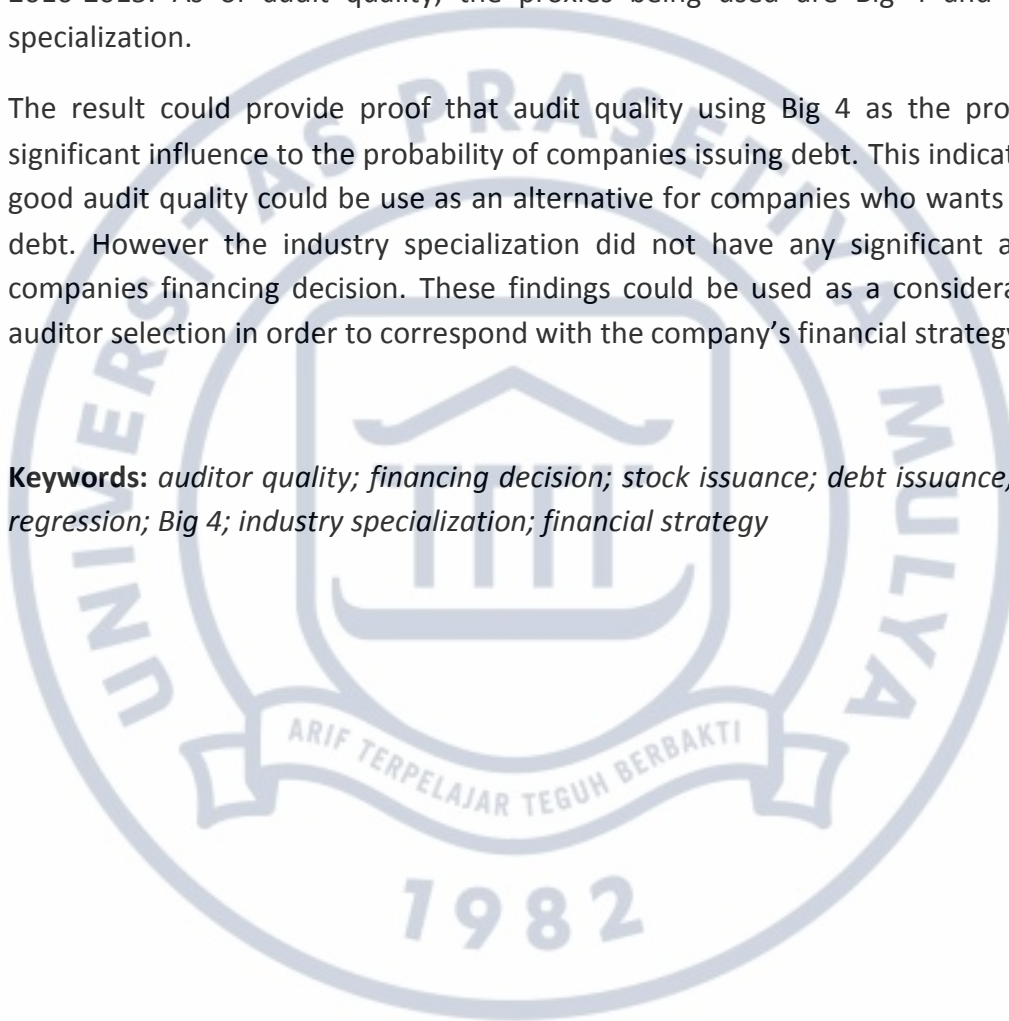 specialization.
The result could provide proof that audit quality using Big 4 as the
significant influence to the probability of companies issuing debt. This
good audit quality could be use as an alternative for companies who wants
debt. However the industry specialization did not have any significant
companies financing decision. These findings could be used as a
auditor selection in order to correspond with the company's financial
Keywords: auditor quality; financing decision; stock issuance; debt issuance;
regression; Big 4; industry specialization; financial strategy
UNIVERSITAS PRASETIYA MULYA
ARIF TERPELAJAR TEGUH BERBAKTI
1982